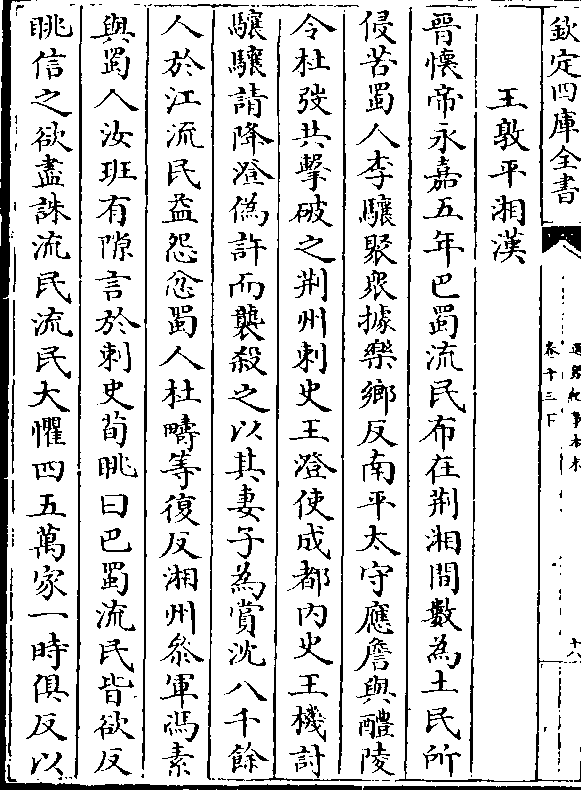 欽定四庫全書
通鑑紀事本末
卷十三下
十八
王敦平湘漢
晉懷帝永嘉五年巴蜀流民布在荆湘間數為土民所
侵苦蜀人李驤聚眾據樂鄉反南平太守應詹與醴陵
令杜弢共擊破之荆州刺史王澄使成都內史王機討
驤驤請降澄偽許而襲殺之以其妻子為賞沈八千餘
人於江流民益怨忿蜀人杜疇等復反湘州叅軍馮素
與蜀人汝班有隙言於刺史荀眺曰巴蜀流民皆欲反
眺信之欲盡誅流民流民大懼四五萬家一時俱反以